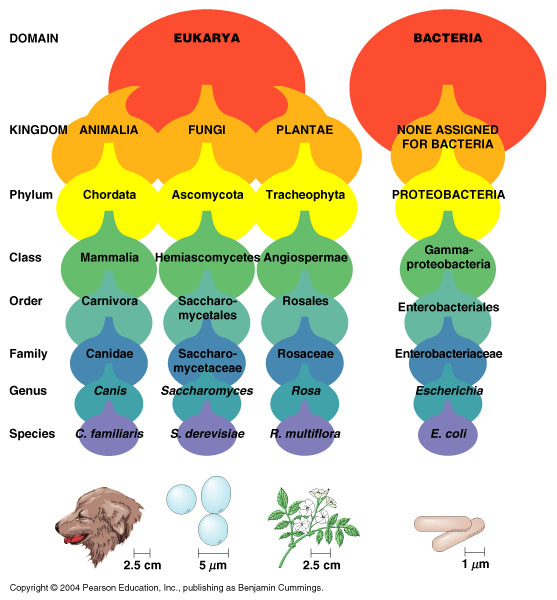 DOMAIN EUKARYA BACTERIA
KINGDOM ANIMALIA FUNGI PLANTAE NONE ASSIGNED
FOR BACTERIA
Phylum Chordata Ascomycota Tracheophyta PROTEOBACTERIA
Class Mammalia Hemiascomycetes Angiospermae Gamma-
proteobacteria
Order Carnivora Saccharo- Rosales Enterobacteriales
mycetales
Family Canidae Saccharo- Rosaceae Enterobacteriaceae
mycetaceae
Genus Canis Saccharomyces Rosa Escherichia
Species C. familiaris S. derevisiae R. multiflora E. coli
2.5 cm 5 μm 2.5 cm 1 μm
Copyright © 2004 Pearson Education, Inc., publishing as Benjamin Cummings.